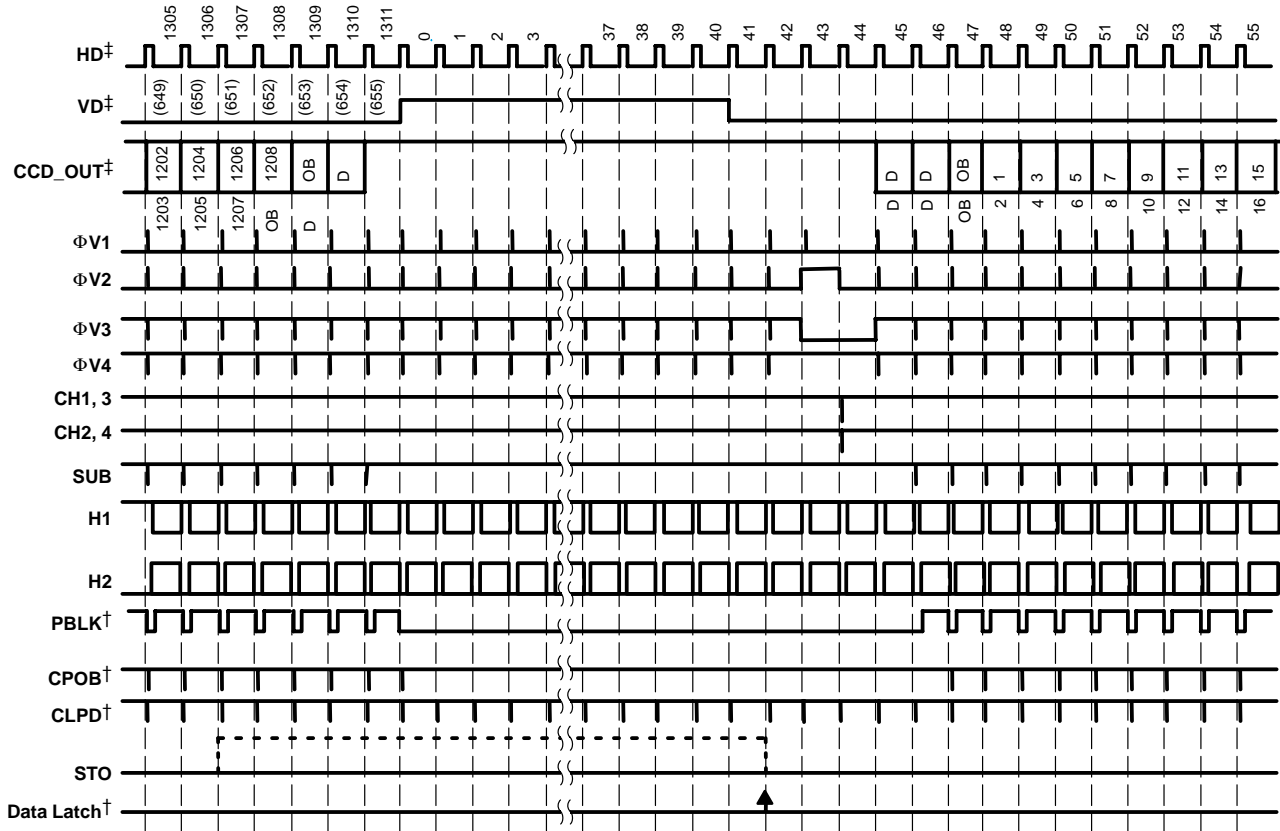 1305 1306 1307 1308 1309 1310 1311 0 1 2 3 37 38 39 40 41 42 43 44 45 46 47 48 49 50 51 52 53 54 55
HD‡
(649) (650) (651) (652) (653) (654) (655)
VD‡
CCD_OUT‡ 1202 1204 1206 1208 OB D D D OB 1 3 5 7 9 11 13 15
1203 1205 1207 OB D D D OB 2 4 6 8 10 12 14 16
ΦV1
ΦV2
ΦV3
ΦV4
CH1, 3
CH2, 4
SUB
H1
H2
PBLK†
CPOB†
CLPD†
STO
Data Latch†